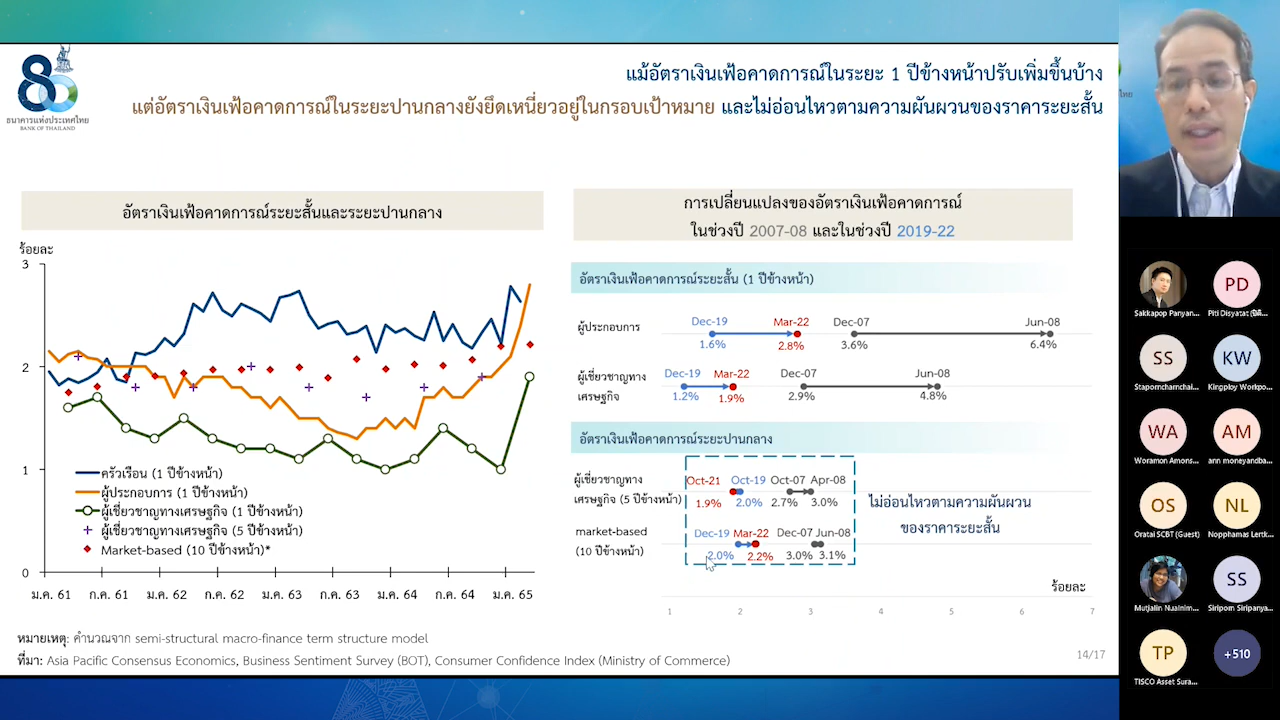 ธนาคารแห่งประเทศไทย
BANK OF THAILAND
แม้อัตราเงินเฟ้อคาดการณ์ในระยะ 1 ปีข้างหน้าปรับเพิ่มขึ้นบ้าง
แต่อัตราเงินเฟ้อคาดการณ์ในระยะปานกลางยังยึดเหนี่ยวอยู่ในกรอบเป้าหมาย และไม่อ่อนไหวตามความผันผวนของราคาระยะสั้น
อัตราเงินเฟ้อคาดการณ์ระยะสั้นและระยะปานกลาง
ร้อยละ
3
2
1
0
ครัวเรือน (1 ปีข้างหน้า)
ผู้ประกอบการ (1 ปีข้างหน้า)
ผู้เชี่ยวชาญทางเศรษฐกิจ (1 ปีข้างหน้า)
ผู้เชี่ยวชาญทางเศรษฐกิจ (5 ปีข้างหน้า)
Market-based (10 ปีข้างหน้า)*
ม.ค. 61 ก.ค. 61 ม.ค. 62 ก.ค. 62 ม.ค. 63 ก.ค. 63 ม.ค. 64 ก.ค. 64 ม.ค. 65
การเปลี่ยนแปลงของอัตราเงินเฟ้อคาดการณ์
ในช่วงปี 2007-08 และในช่วงปี 2019-22
อัตราเงินเฟ้อคาดการณ์ระยะสั้น (1 ปีข้างหน้า)
ผู้ประกอบการ
Dec-19 Mar-22 Dec-07 Jun-08
1.6% 2.8% 3.6% 6.4%
ผู้เชี่ยวชาญทาง
เศรษฐกิจ
Dec-19 Mar-22 Dec-07 Jun-08
1.2% 1.9% 2.9% 4.8%
อัตราเงินเฟ้อคาดการณ์ระยะปานกลาง
ผู้เชี่ยวชาญทาง
เศรษฐกิจ (5 ปีข้างหน้า)
Oct-21 Oct-19 Oct-07 Apr-08
1.9% 2.0% 2.7% 3.0%
market-based
(10 ปีข้างหน้า)
Dec-19 Mar-22 Dec-07 Jun-08
2.0% 2.2% 3.0% 3.1%
ไม่อ่อนไหวตามความผันผวน
ของราคาระยะสั้น
ร้อยละ
1 2 3 4 5 6 7
หมายเหตุ: คำนวณจาก semi-structural macro-finance term structure model
ที่มา: Asia Pacific Consensus Economics, Business Sentiment Survey (BOT), Consumer Confidence Index (Ministry of Commerce)
14/17
Sakkapop Panyan...
PD
Piti Disyatat
SS
Stapornchamchai...
KW
Kingploy Workpo...
WA
Woramon Amons...
AM
ann moneyandba...
OS
Oratai SCBT (Guest)
NL
Nopphamas Lertk...
Mutjalin Nualnim...
SS
Siriporn Siripanya...
TP
TISCO Asset Sura...
+510